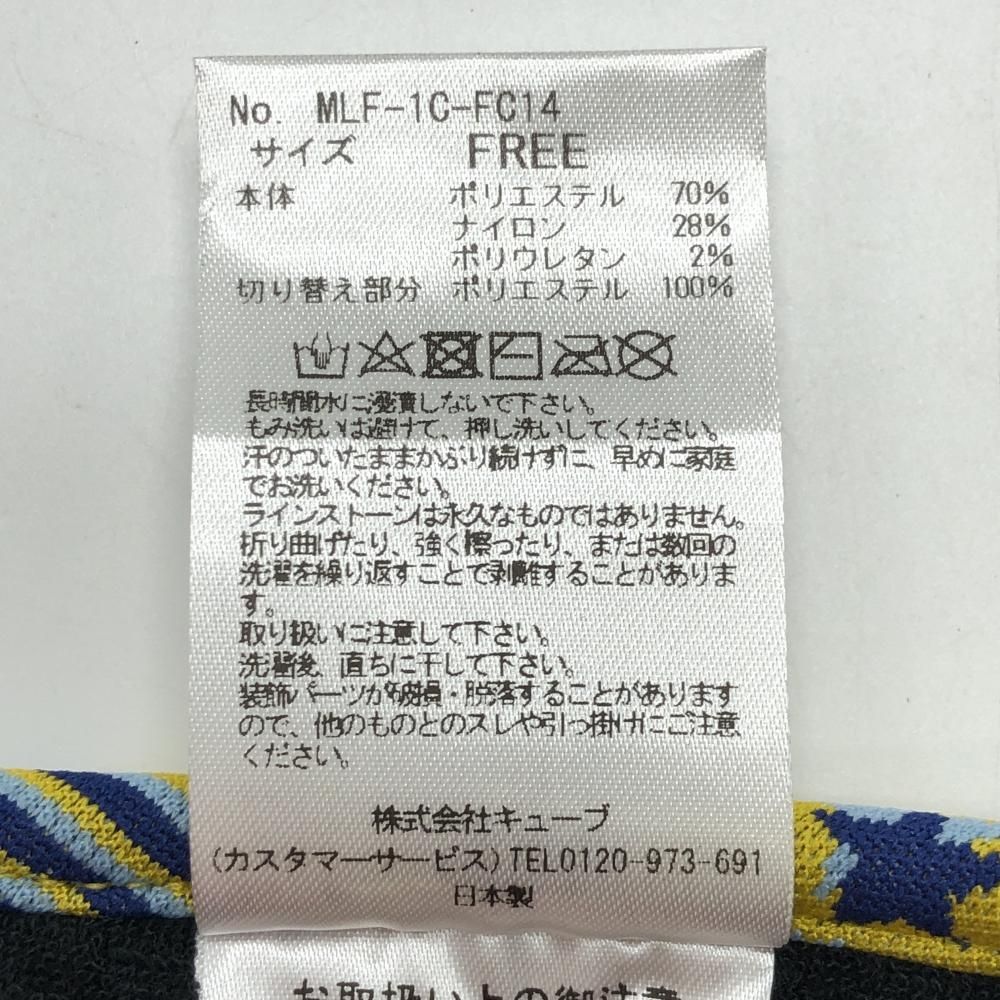 No. MLF-1C-FC14
サイズ FREE
本体 ポリエステル 70%
ナイロン 28%
ポリウレタン 2%
切り替え部分 ポリエステル 100%
長時間水に浸漬しないで下さい。
もみ洗いは避けて、押し洗いしてください。
汗のついたままかぶり続けずに、早めに家庭
でお洗いください。
ラインストーンは永久なものではありません。
折り曲げたり、強く擦ったり、または数回の
洗濯を繰り返すことで剥離することがありま
す。
取り扱いに注意して下さい。
洗濯後、直ちに干して下さい。
装飾パーツが破損・脱落することがあります
ので、他のものとのスレや引っ掛けにご注意
ください。
株式会社キューブ
(カスタマーサービス)TEL0120-973-691
日本製
お取扱い上の御注意